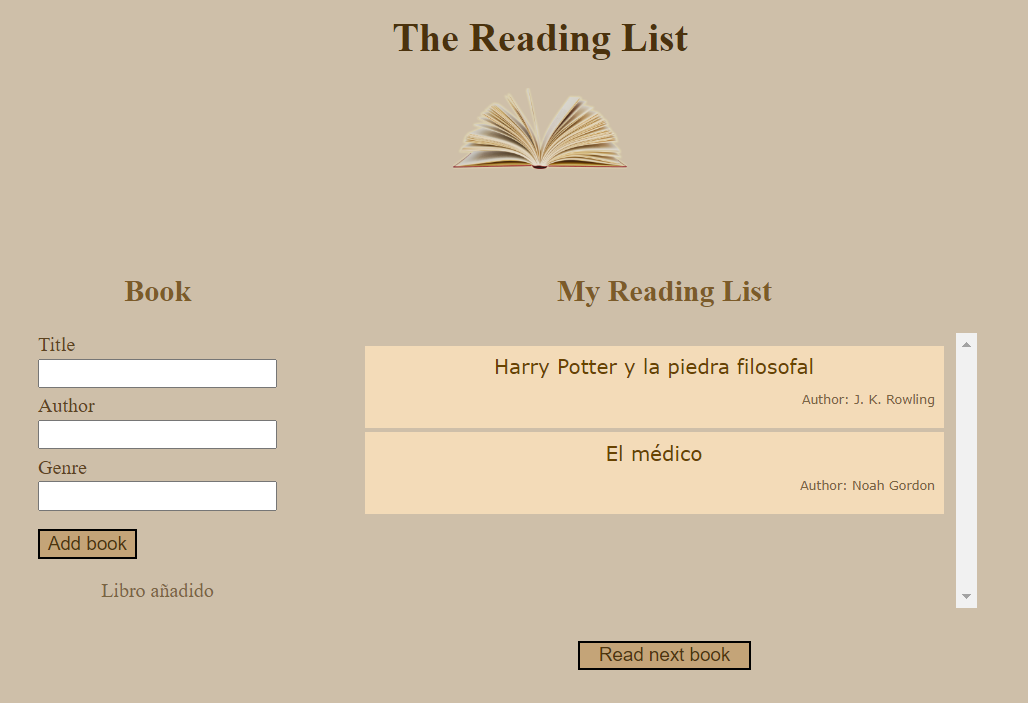 The Reading List
Book
Title
Author
Genre
Add book
Libro añadido
My Reading List
Harry Potter y la piedra filosofal
Author: J. K. Rowling
El médico
Author: Noah Gordon
Read next book